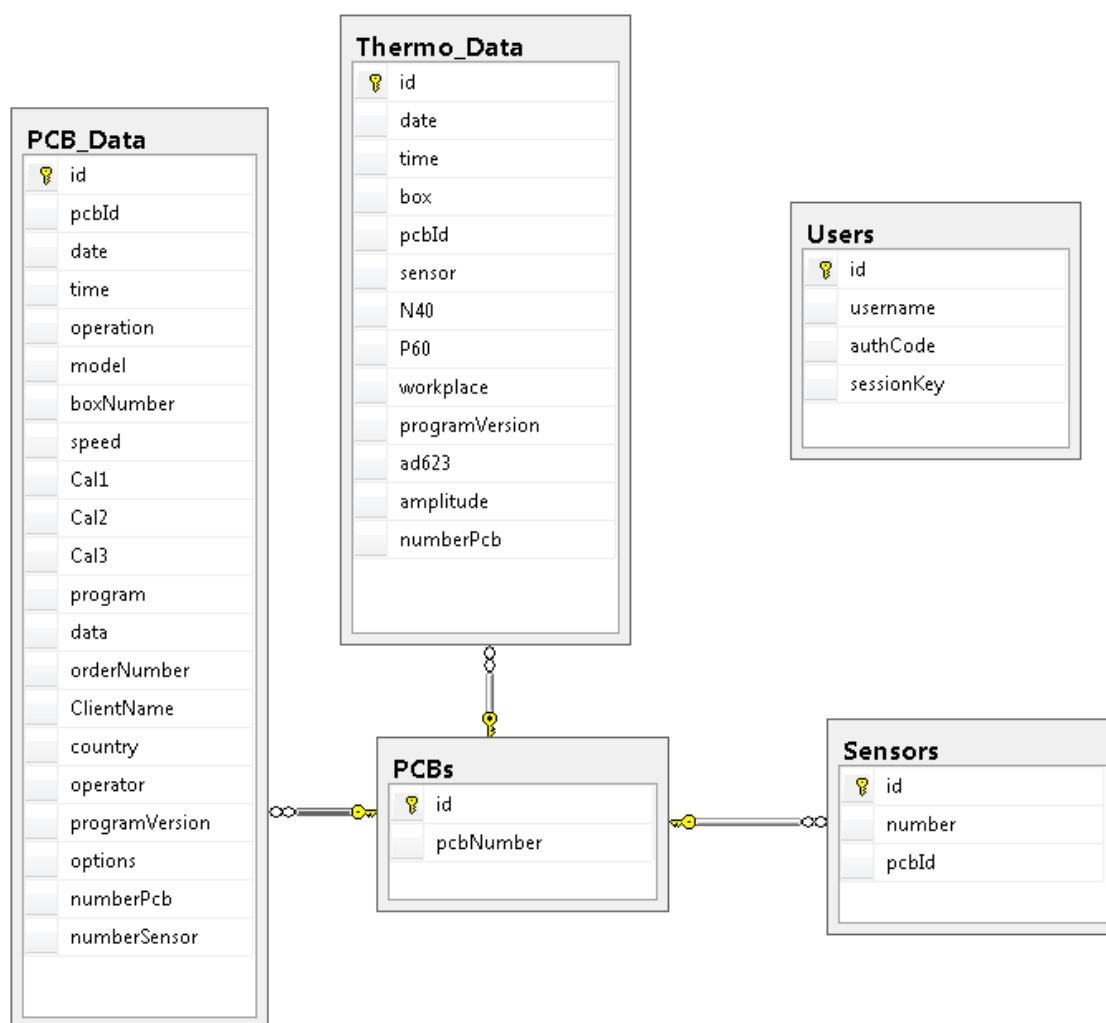 Thermo_Data
id
date
time
box
pcbId
sensor
N40
P60
workplace
programVersion
ad623
amplitude
numberPcb
PCB_Data
id
pcbId
date
time
operation
model
boxNumber
speed
Cal1
Cal2
Cal3
program
data
orderNumber
ClientName
country
operator
programVersion
options
numberPcb
numberSensor
Users
id
username
authCode
sessionKey
PCBs
id
pcbNumber
Sensors
id
number
pcbId